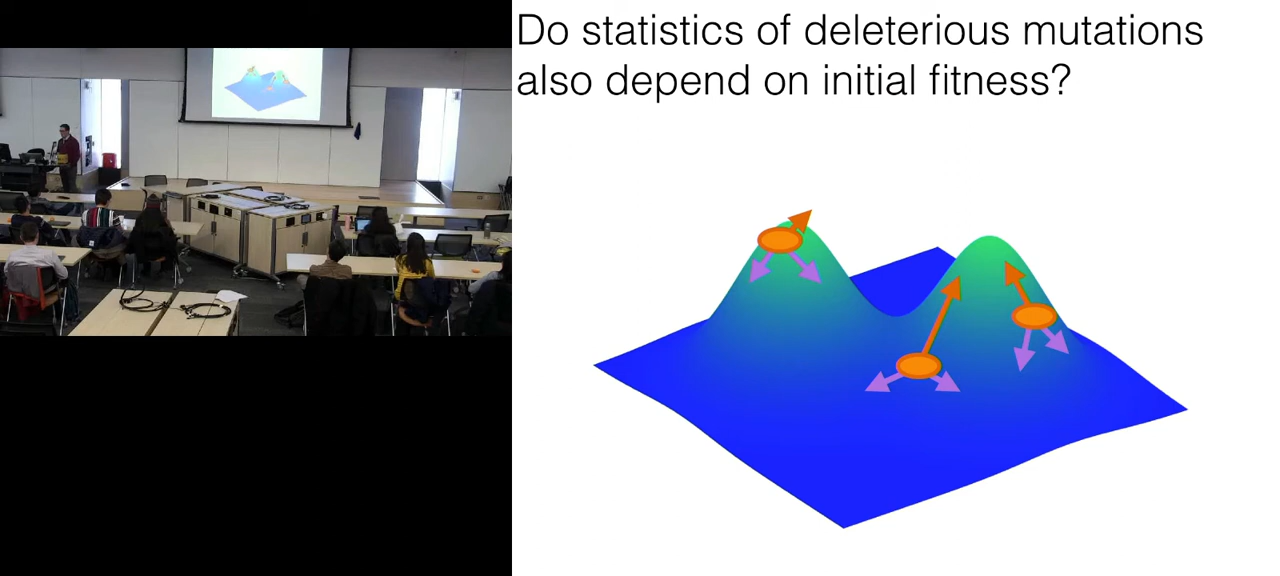 Do statistics of deleterious mutations
also depend on initial fitness?